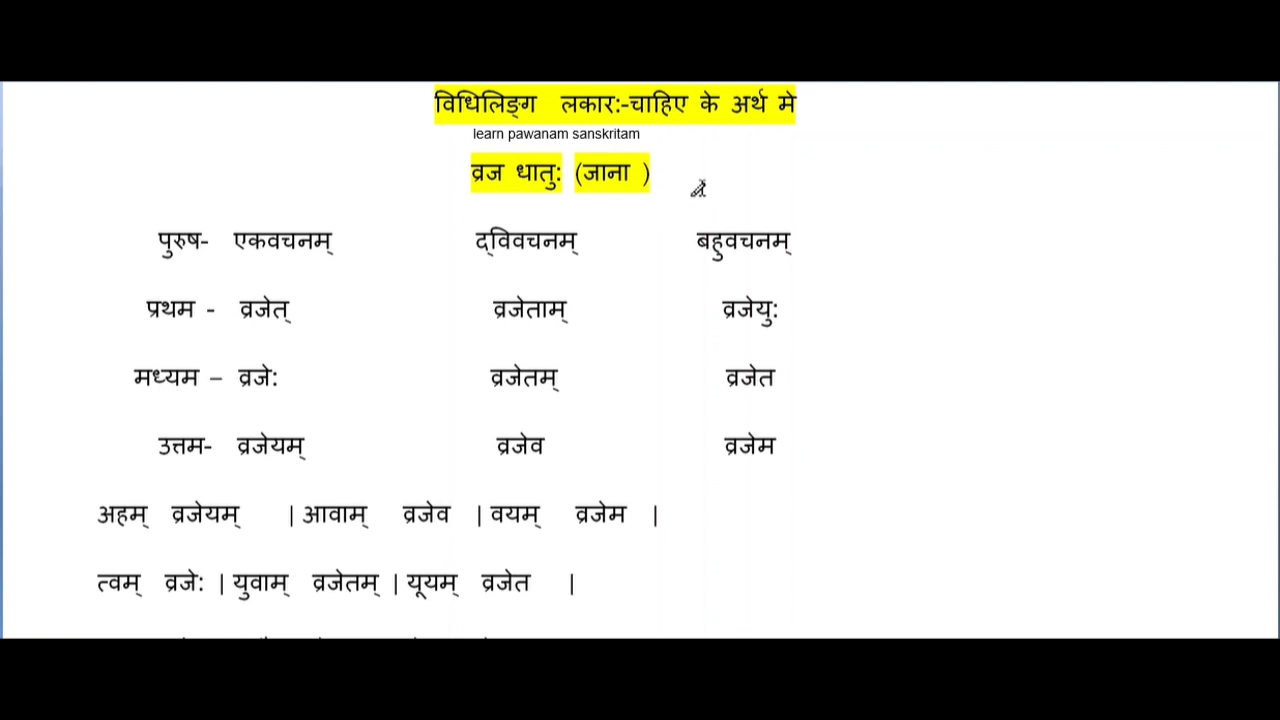 विधिलिङ्ग लकार:-चाहिए के अर्थ मे
learn pawanam sanskritam
व्रज धातु: (जाना )
पुरुष- एकवचनम् द्विवचनम् बहुवचनम्
प्रथम - व्रजेत् व्रजेताम् व्रजेयु:
मध्यम – व्रजे: व्रजेतम् व्रजेत
उत्तम- व्रजेयम् व्रजेव व्रजेम
अहम् व्रजेयम् | आवाम् व्रजेव | वयम् व्रजेम |
त्वम् व्रजे: | युवाम् व्रजेतम् | यूयम् व्रजेत |